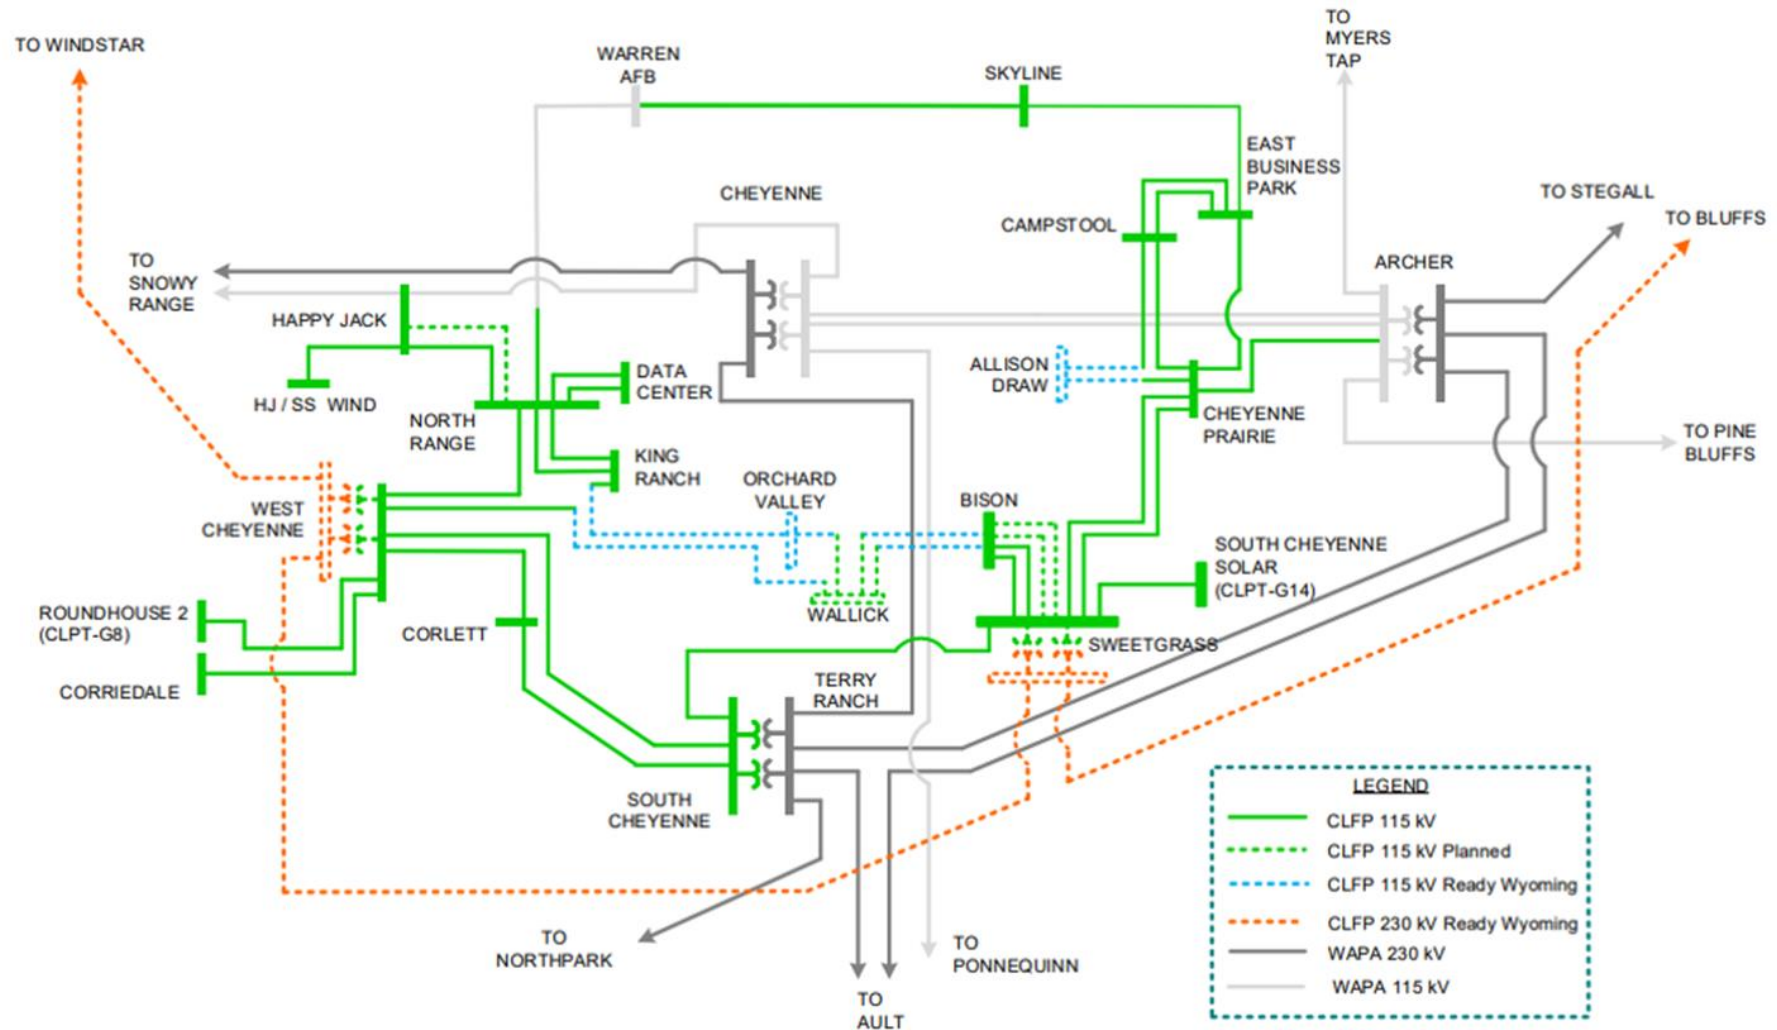 TO WINDSTAR
WARREN
AFB
SKYLINE
TO
MYERS
TAP
EAST
BUSINESS
PARK
CHEYENNE
CAMPSTOOL
TO STEGALL
TO BLUFFS
ARCHER
TO
SNOWY
RANGE
HAPPY JACK
HJ / SS WIND
DATA
CENTER
NORTH
RANGE
ALLISON
DRAW
CHEYENNE
PRAIRIE
TO PINE
BLUFFS
KING
RANCH
ORCHARD
VALLEY
BISON
WEST
CHEYENNE
SOUTH CHEYENNE
SOLAR
(CLPT-G14)
ROUNDHOUSE 2
(CLPT-G8)
CORLETT
WALLICK
SWEETGRASS
CORRIEDALE
TERRY
RANCH
SOUTH
CHEYENNE
TO
NORTHPARK
TO
PONNEQUINN
TO
AULT
LEGEND
CLFP 115 kV
CLFP 115 kV Planned
CLFP 115 kV Ready Wyoming
CLFP 230 kV Ready Wyoming
WAPA 230 kV
WAPA 115 kV